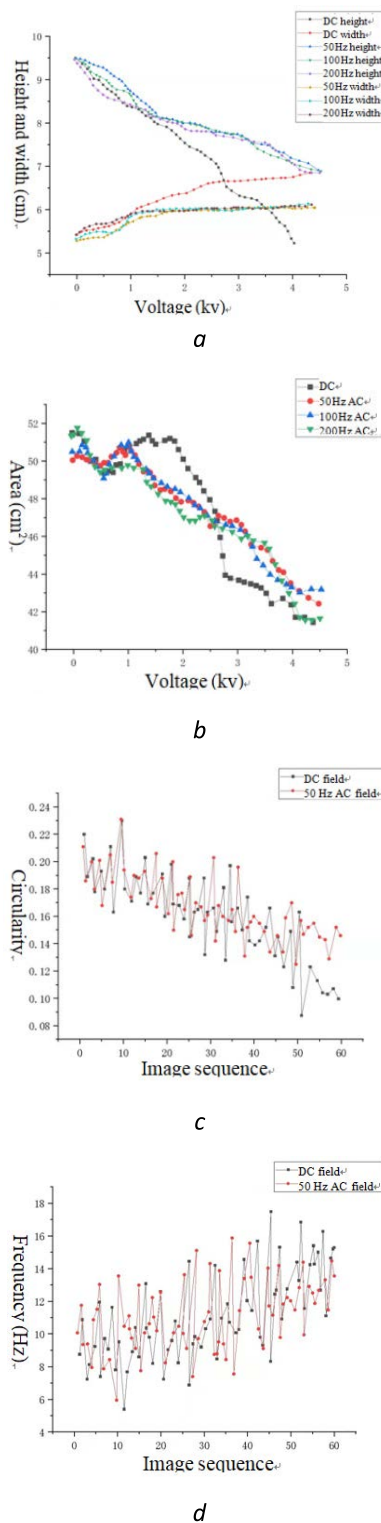 DC height
DC width
50Hz height
100Hz height
200Hz height
50Hz width
100Hz width
200Hz width
Height and width (cm)
10
9
8
7
6
5
0 1 2 3 4 5
Voltage (kv)
a
DC
50Hz AC
100Hz AC
200Hz AC
Area (cm²)
52
50
48
46
44
42
40
0 1 2 3 4 5
Voltage (kv)
b
DC field
50 Hz AC field
Circularity
0.24
0.22
0.20
0.18
0.16
0.14
0.12
0.10
0.08
0 10 20 30 40 50 60
Image sequence
c
DC field
50 Hz AC field
Frequency (Hz)
18
16
14
12
10
8
6
4
0 10 20 30 40 50 60
Image sequence
d